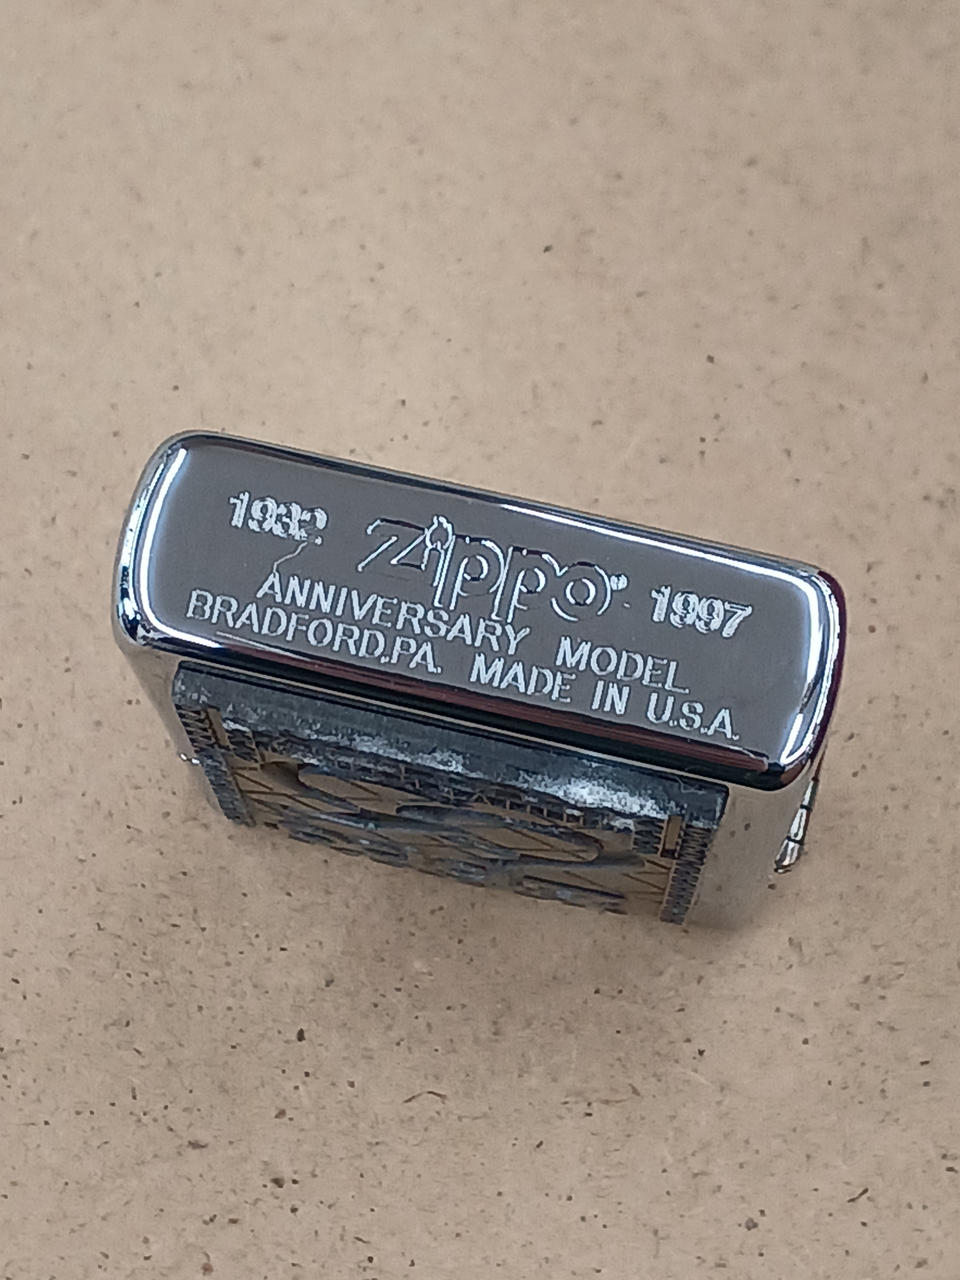 1932 Zippo 1997
ANNIVERSARY MODEL
BRADFORD,PA. MADE IN U.S.A.